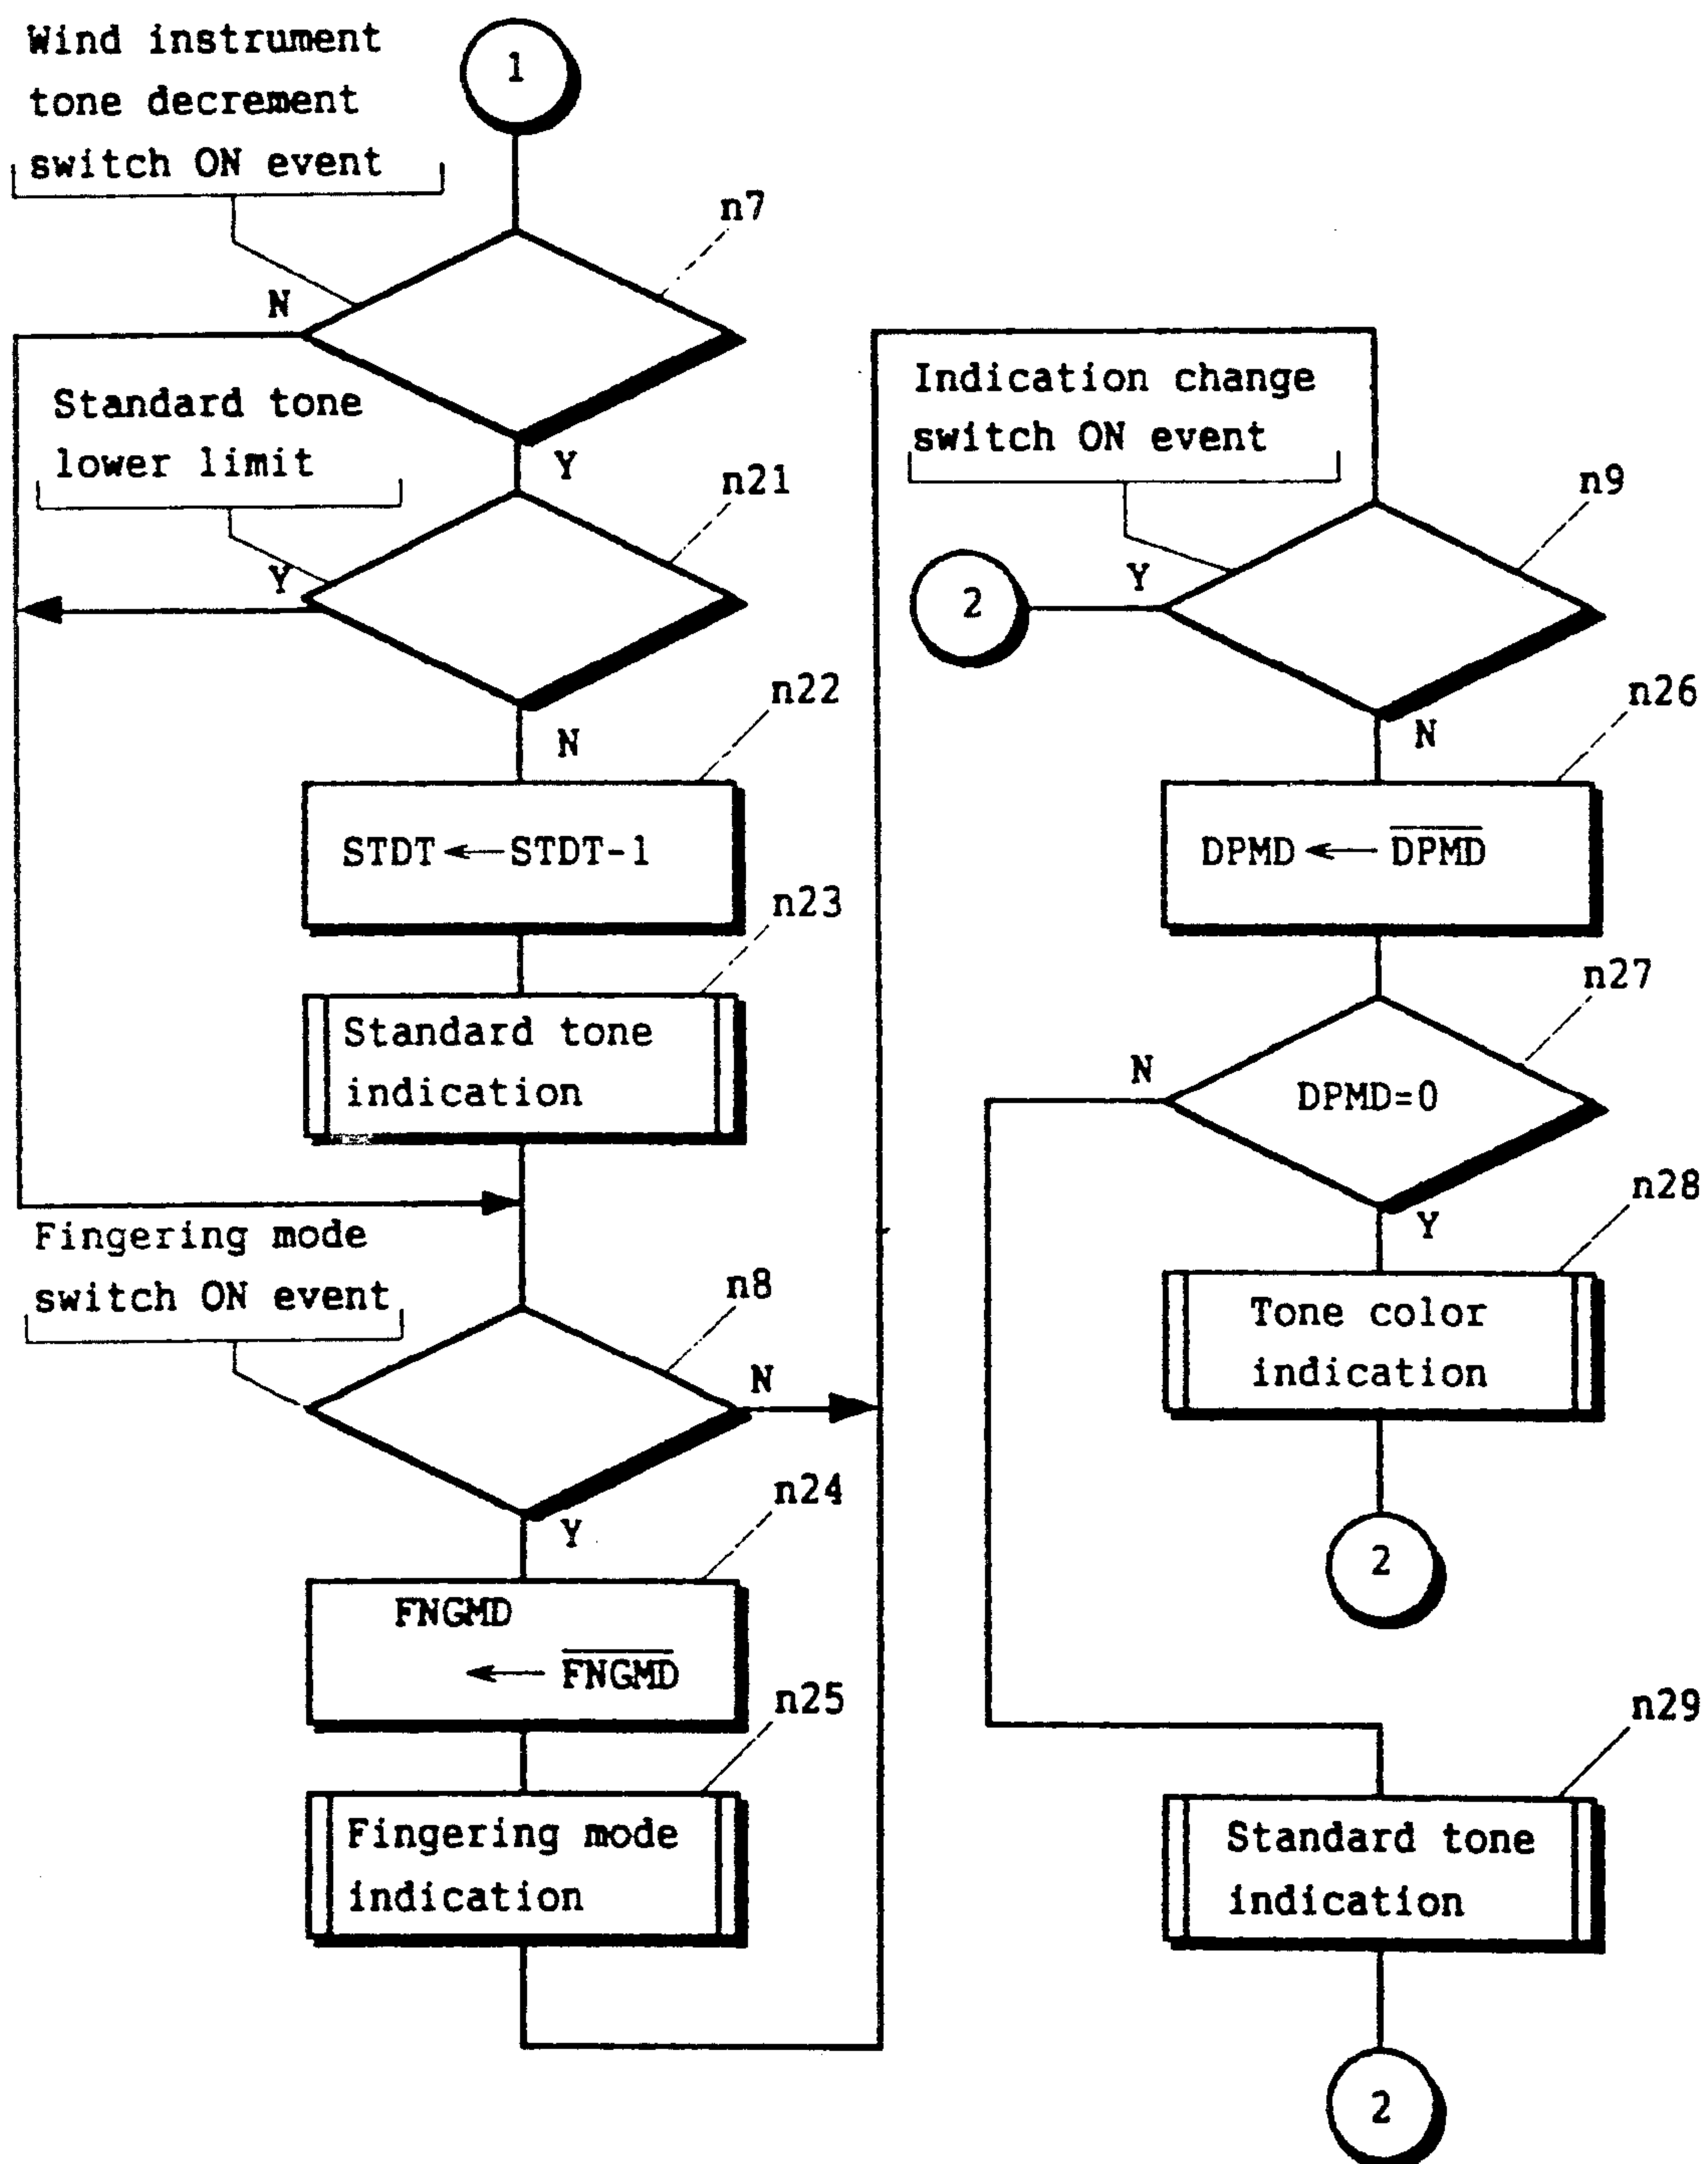 Wind instrument
tone decrement
switch ON event
1
n7
N
Y
Standard tone
lower limit
n21
Y
N
n22
STDT←STDT-1
n23
Standard tone
indication
Fingering mode
switch ON event
n8
N
Y
n24
FNGMD
← F̅N̅G̅M̅D̅
n25
Fingering mode
indication
Indication change
switch ON event
n9
Y
2
N
n26
DPMD← D̅P̅M̅D̅
n27
N
DPMD=0
Y
n28
Tone color
indication
2
n29
Standard tone
indication
2